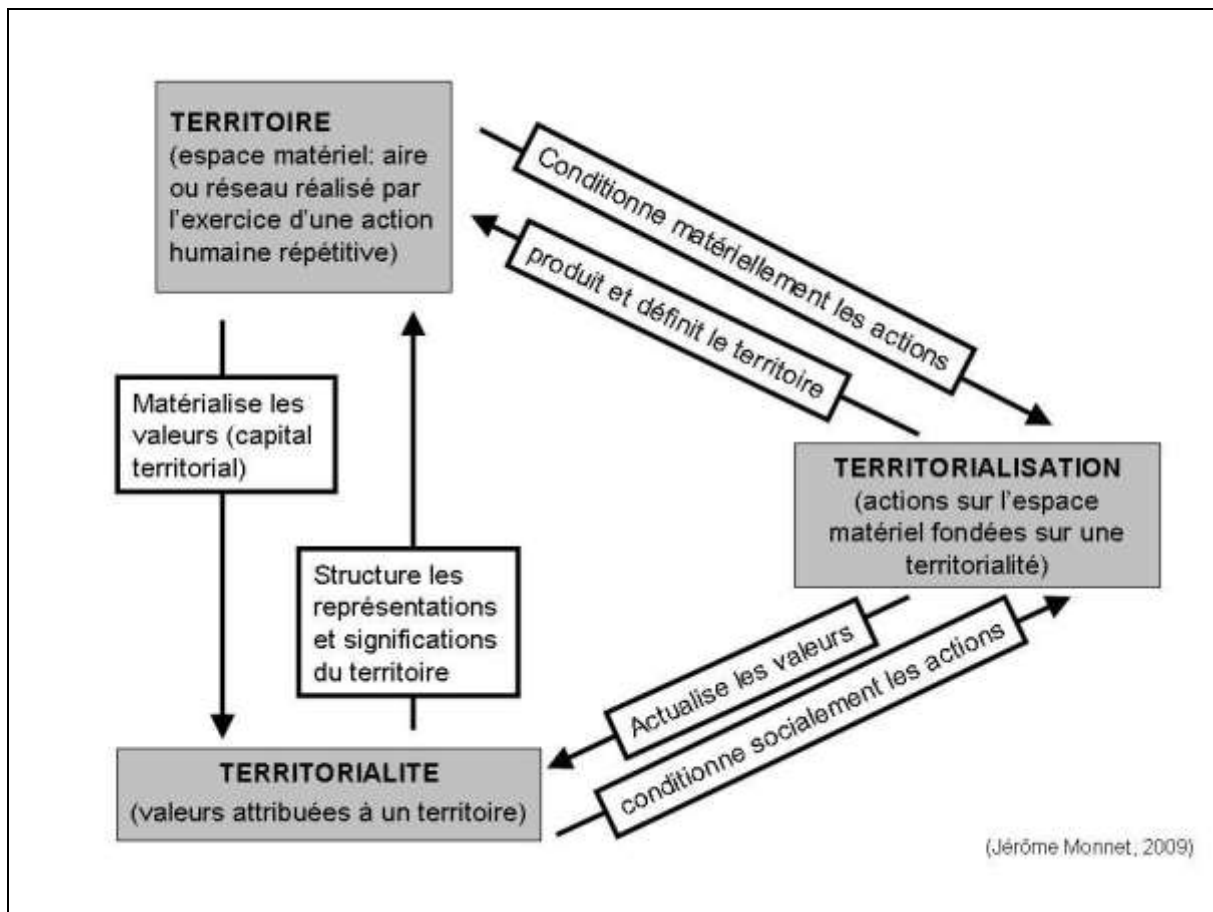 TERRITOIRE
(espace matériel: aire
ou réseau réalisé par
l'exercice d'une action
humaine répétitive)
Conditionne matériellement les actions
produit et définit le territoire
Matérialise les
valeurs (capital
territorial)
TERRITORIALISATION
(actions sur l'espace
matériel fondées sur une
territorialité)
Structure les
représentations
et significations
du territoire
Actualise les valeurs
conditionne socialement les actions
TERRITORIALITE
(valeurs attribuées à un territoire)
(Jérôme Monnet, 2009)